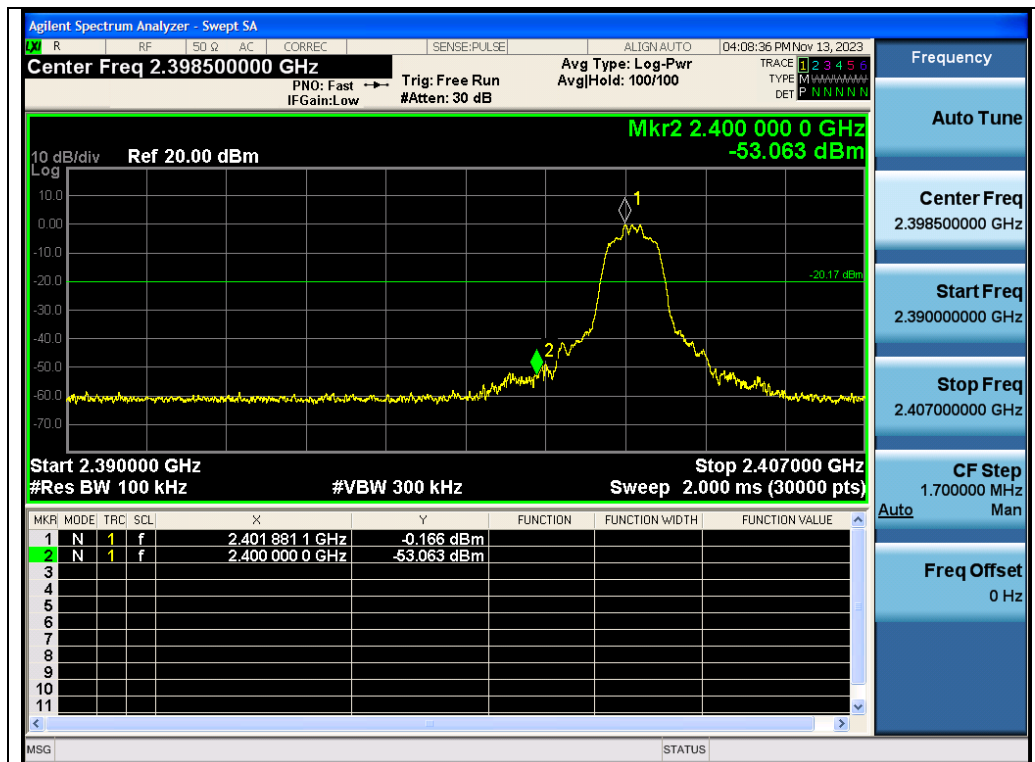 Agilent Spectrum Analyzer - Swept SA
LXI R RF 50 Ω AC CORREC SENSE:PULSE ALIGN AUTO 04:08:36 PM Nov 13, 2023
Center Freq 2.398500000 GHz
PNO: Fast
IFGain:Low
Trig: Free Run
#Atten: 30 dB
Avg Type: Log-Pwr
Avg|Hold: 100/100
TRACE 1 2 3 4 5 6
TYPE M WWWWW
DET P N N N N N
Mkr2 2.400 000 0 GHz
-53.063 dBm
10 dB/div Ref 20.00 dBm
Log
10.0
0.00
-10.0
-20.0
-30.0
-40.0
-50.0
-60.0
-70.0
1
2
-20.17 dBm
Start 2.390000 GHz Stop 2.407000 GHz
#Res BW 100 kHz #VBW 300 kHz Sweep 2.000 ms (30000 pts)
MKR MODE TRC SCL X Y FUNCTION FUNCTION WIDTH FUNCTION VALUE
1 N 1 f 2.401 881 1 GHz -0.166 dBm
2 N 1 f 2.400 000 0 GHz -53.063 dBm
3
4
5
6
7
8
9
10
11
MSG STATUS
Frequency
Auto Tune
Center Freq
2.398500000 GHz
Start Freq
2.390000000 GHz
Stop Freq
2.407000000 GHz
CF Step
1.700000 MHz
Auto Man
Freq Offset
0 Hz